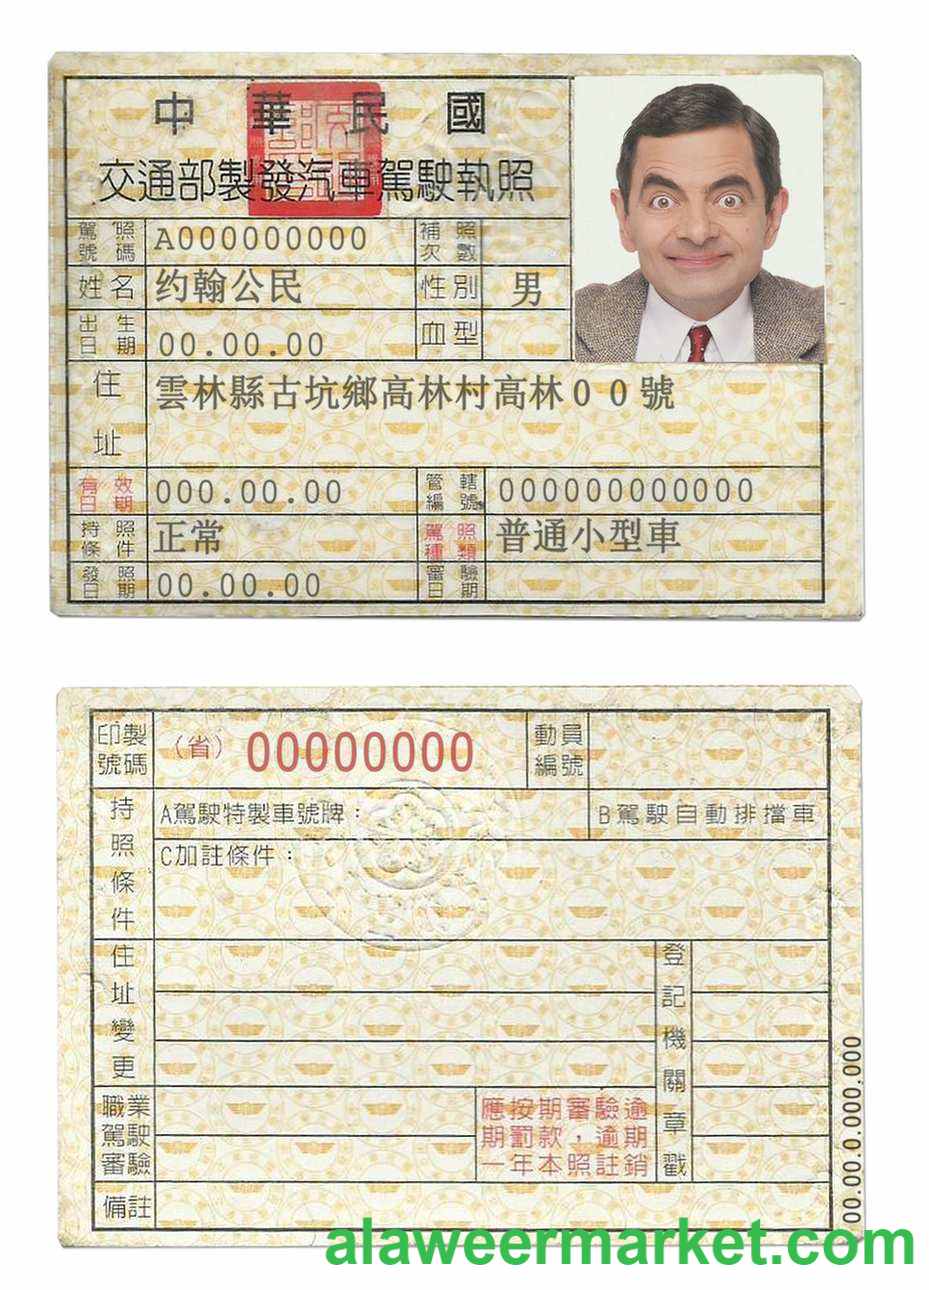 中華民國
交通部製發汽車駕駛執照
駕照號碼 A000000000 補照次數
姓名 约翰公民 性別 男
出生日期 00.00.00 血型
住址 雲林縣古坑鄉高林村高林００號
有效日期 000.00.00 管轄編號 000000000000
持照條件 正常 駕照種類 普通小型車
發照日期 00.00.00 審驗日期
印製號碼 （省） 00000000 動員編號
持照條件 A駕駛特製車號牌： B駕駛自動排擋車
C加註條件：
住址變更 登記機關章戳
職業駕駛審驗 應按期審驗逾
期罰款，逾期
一年本照註銷
備註
00.00.0.000.000
alaweermarket.com